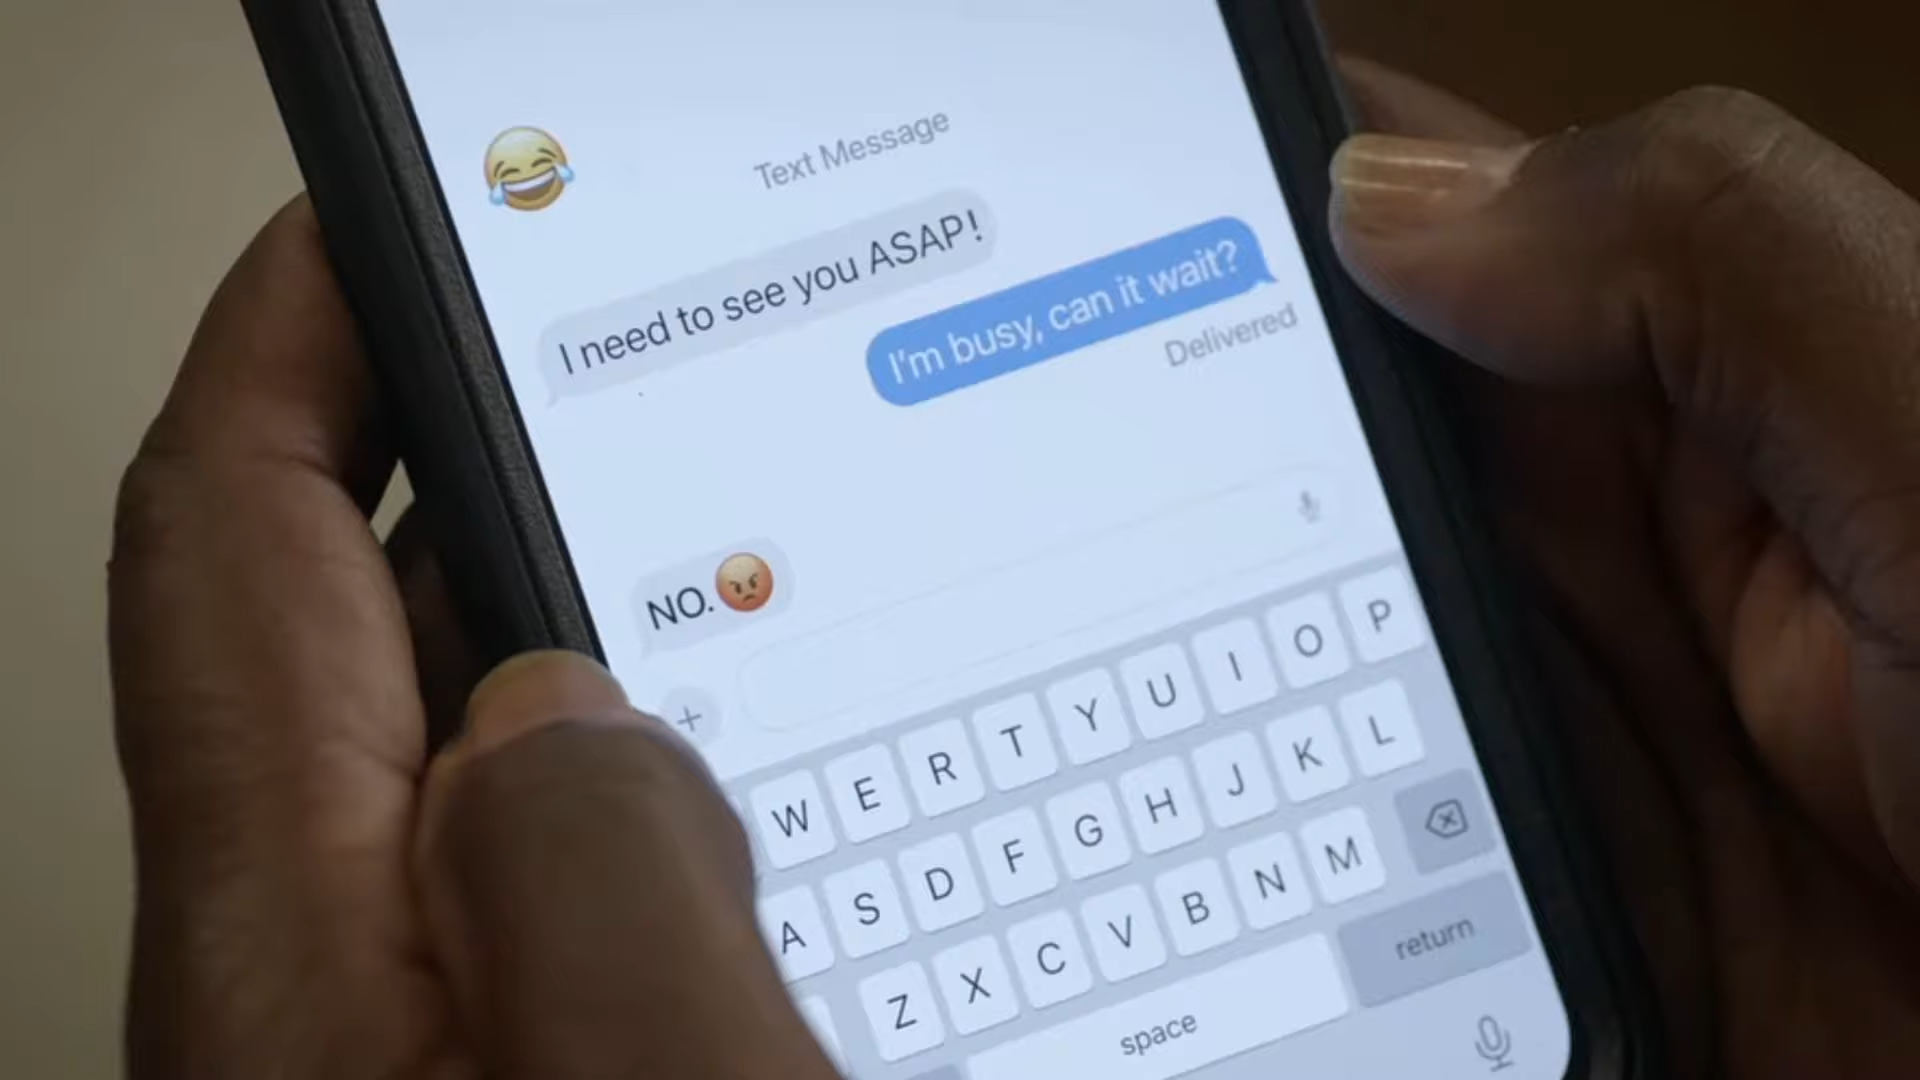 😂
Text Message
I need to see you ASAP!
I'm busy, can it wait?
Delivered
NO.😡
+
W E R T Y U I O P
A S D F G H J K L
Z X C V B N M
space return